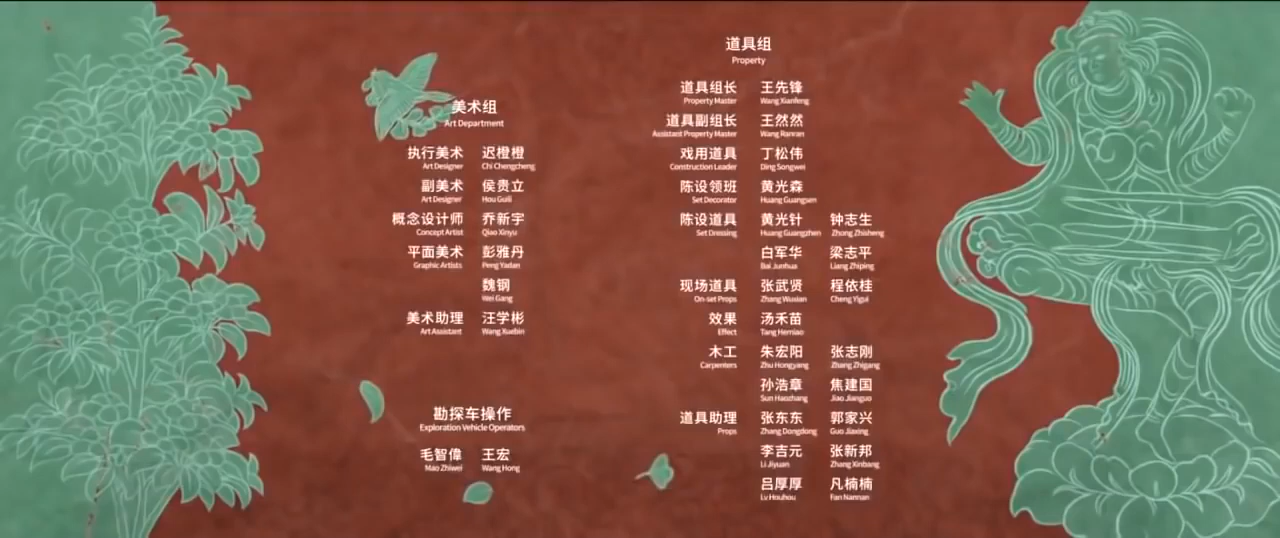 美术组
Art Department
执行美术 迟橙橙
Art Designer Chi Chengcheng
副美术 侯贵立
Art Designer Hou Guili
概念设计师 乔新宇
Concept Artist Qiao Xinyu
平面美术 彭雅丹
Graphic Artists Peng Yadan
魏钢
Wei Gang
美术助理 汪学彬
Art Assistant Wang Xuebin
勘探车操作
Exploration Vehicle Operators
毛智偉 王宏
Mao Zhiwei Wang Hong
道具组
Property
道具组长 王先锋
Property Master Wang Xianfeng
道具副组长 王然然
Assistant Property Master Wang Ranran
戏用道具 丁松伟
Construction Leader Ding Songwei
陈设领班 黄光森
Set Decorator Huang Guangsen
陈设道具 黄光针 钟志生
Set Dressing Huang Guangzhen Zhong Zhisheng
白军华 梁志平
Bai Junhua Liang Zhiping
现场道具 张武贤 程依桂
On-set Props Zhang Wuxian Cheng Yigui
效果 汤禾苗
Effect Tang Hemiao
木工 朱宏阳 张志刚
Carpenters Zhu Hongyang Zhang Zhigang
孙浩章 焦建国
Sun Haozhang Jiao Jianguo
道具助理 张东东 郭家兴
Props Zhang Dongdong Guo Jiaxing
李吉元 张新邦
Li Jiyuan Zhang Xinbang
吕厚厚 凡楠楠
Lv Houhou Fan Nannan